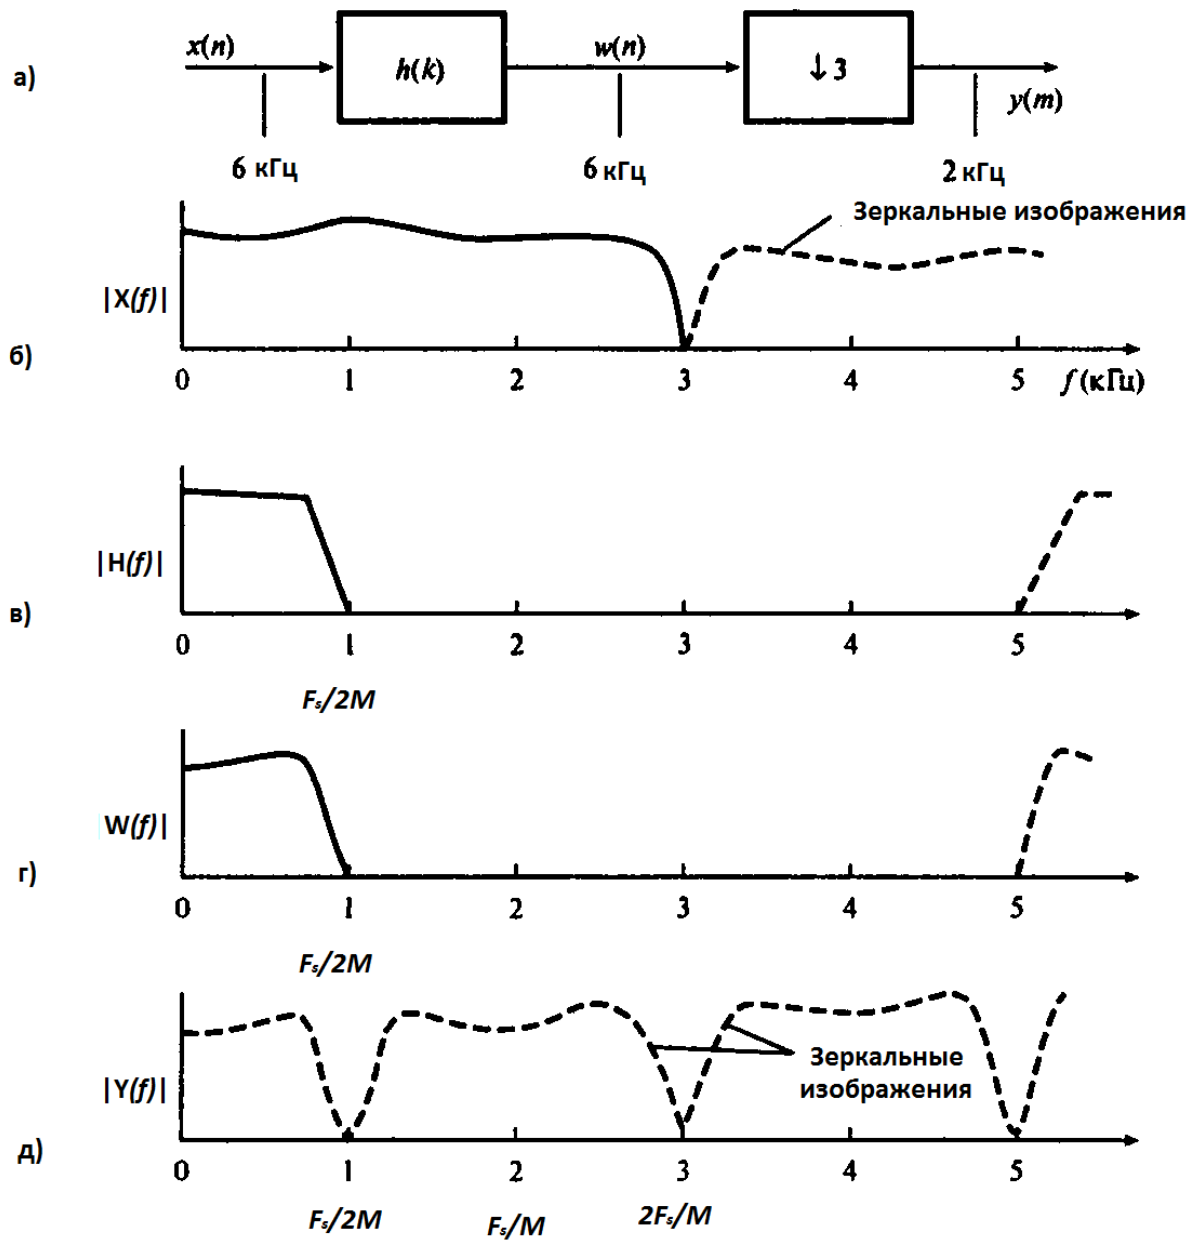 x(n)
w(n)
а)
h(k)
↓3
y(m)
6 кГц
6 кГц
2 кГц
Зеркальные изображения
|X(f)|
б)
0 1 2 3 4 5 f (кГц)
|H(f)|
в)
0 1 2 3 4 5
Fs/2M
W(f)|
г)
0 1 2 3 4 5
Fs/2M
Зеркальные
изображения
|Y(f)|
д)
0 1 2 3 4 5
Fs/2M Fs/M 2Fs/M